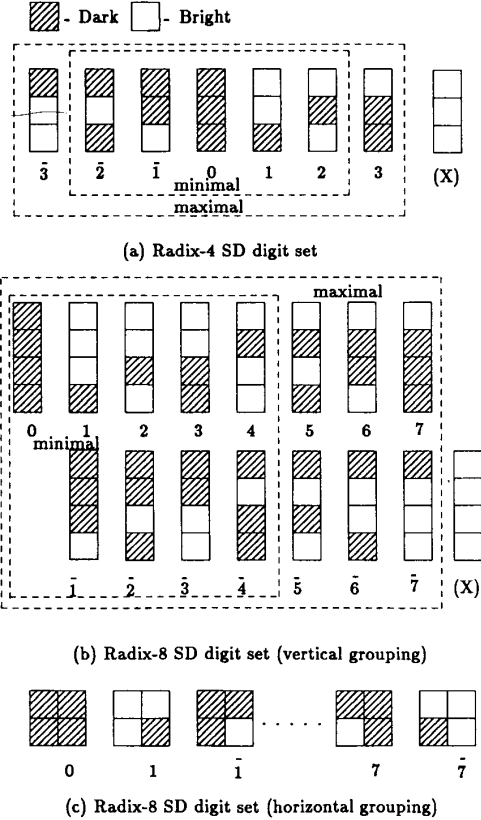 - Dark - Bright
3̄ 2̄ 1̄ 0 1 2 3 (X)
minimal
maximal
(a) Radix-4 SD digit set
maximal
0 1 2 3 4 5 6 7
minimal
1̄ 2̄ 3̄ 4̄ 5̄ 6̄ 7̄ (X)
(b) Radix-8 SD digit set (vertical grouping)
. . . . .
0 1 1̄ 7 7̄
(c) Radix-8 SD digit set (horizontal grouping)